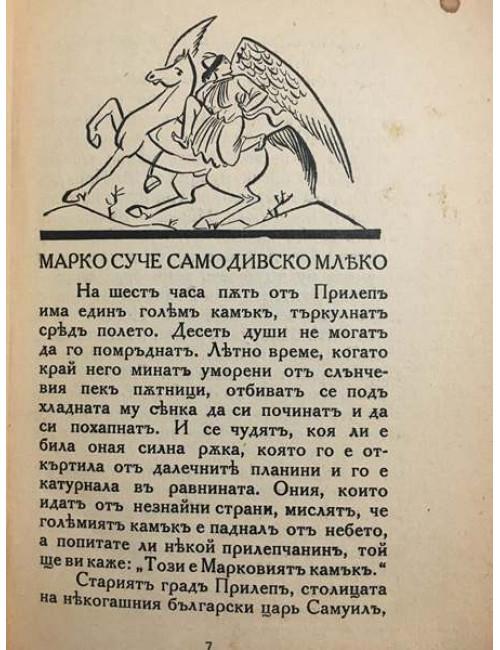 МАРКО СУЧЕ САМОДИВСКО МЛѢКО
На шестъ часа пѫть отъ Прилепъ
има единъ големъ камъкъ, търкулнатъ
срѣдъ полето. Десеть души не могатъ
да го помръднатъ. Лѣтно време, когато
край него минатъ уморени отъ слънче-
вия пекъ пѫтници, отбиватъ се подъ
хладната му сѣнка да си починатъ и да
си похапнатъ. И се чудятъ, коя ли е
била оная силна рѫка, която го е от-
къртила отъ далечнитѣ планини и го е
катурнала въ равнината. Ония, които
идатъ отъ незнайни страни, мислятъ, че
големиятъ камъкъ е падналъ отъ небето,
а попитате ли нѣкой прилепчанинъ, той
ще ви каже: „Този е Марковиятъ камъкъ.“
Стариятъ градъ Прилепъ, столицата
на нѣкогашния български царь Самуилъ,
7